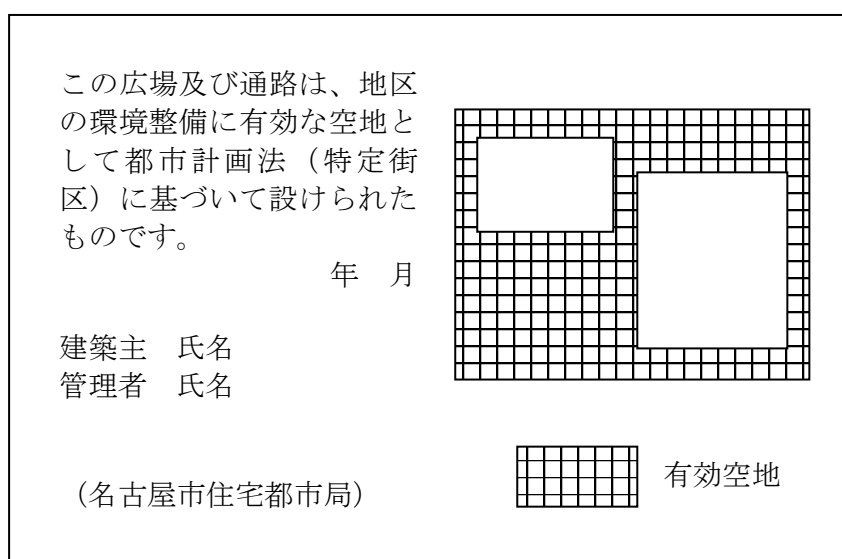 この広場及び通路は、地区
の環境整備に有効な空地と
して都市計画法（特定街
区）に基づいて設けられた
ものです。
年　月
建築主　氏名
管理者　氏名
（名古屋市住宅都市局）
有効空地